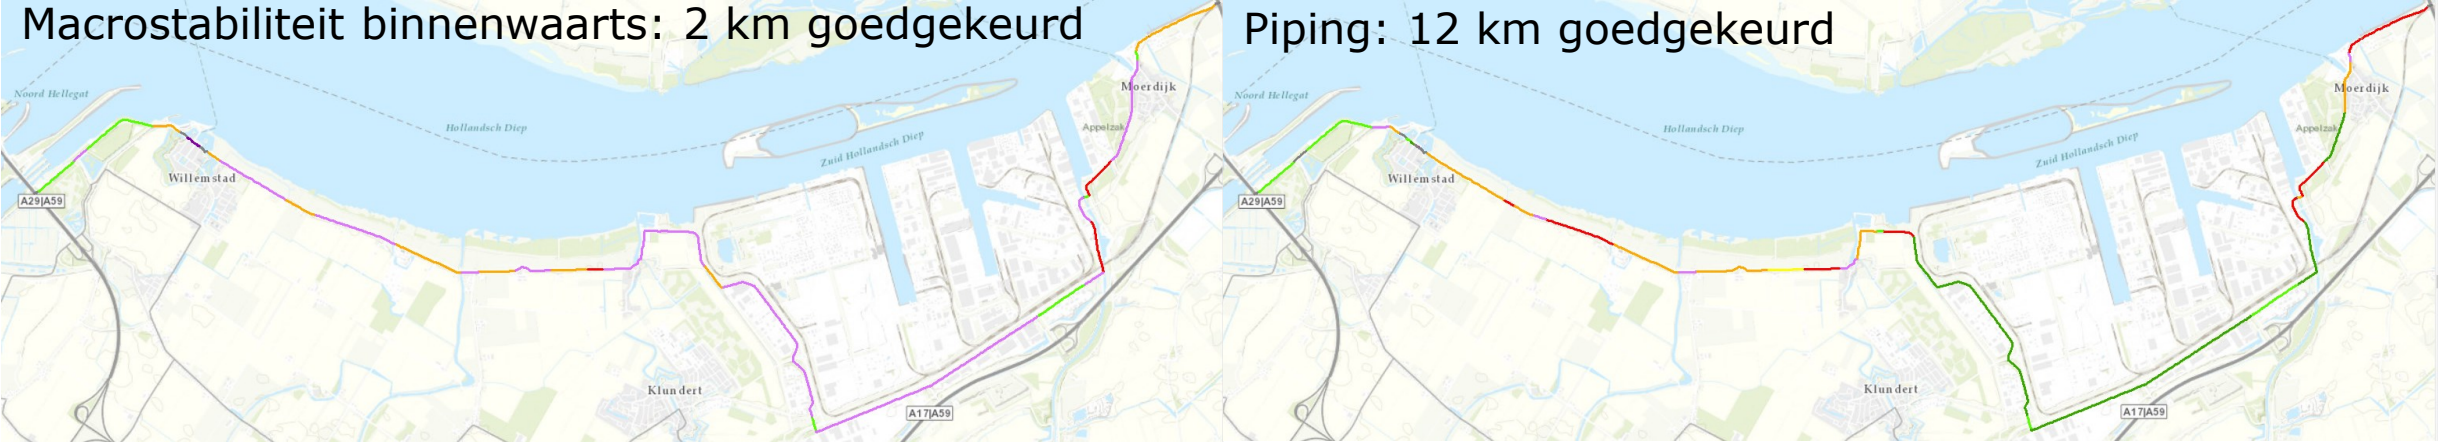 Macrostabiliteit binnenwaarts: 2 km goedgekeurd
Noord Hellegat
Hollandsch Diep
Zuid Hollandsch Diep
Moerdijk
Appelzak
Willemstad
A29|A59
Klundert
A17|A59
Piping: 12 km goedgekeurd
Noord Hellegat
Hollandsch Diep
Zuid Hollandsch Diep
Moerdijk
Appelzak
Willemstad
A29|A59
Klundert
A17|A59